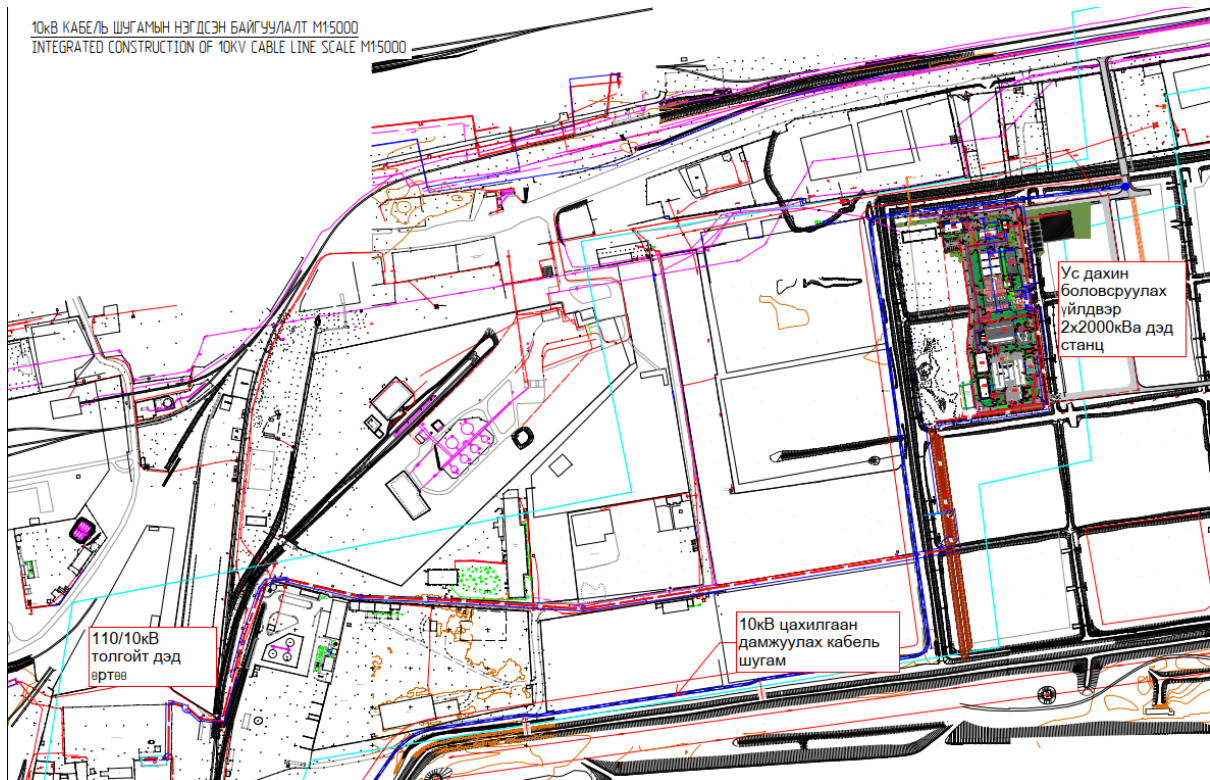 10кВ КАБЕЛЬ ШУГАМЫН НЭГДСЭН БАЙГУУЛАЛТ М1:5000
INTEGRATED CONSTRUCTION OF 10KV CABLE LINE SCALE M1:5000
Ус дахин
боловсруулах
үйлдвэр
2x2000кВа дэд
станц
110/10кВ
толгойт дэд
өртөө
10кВ цахилгаан
дамжуулах кабель
шугам